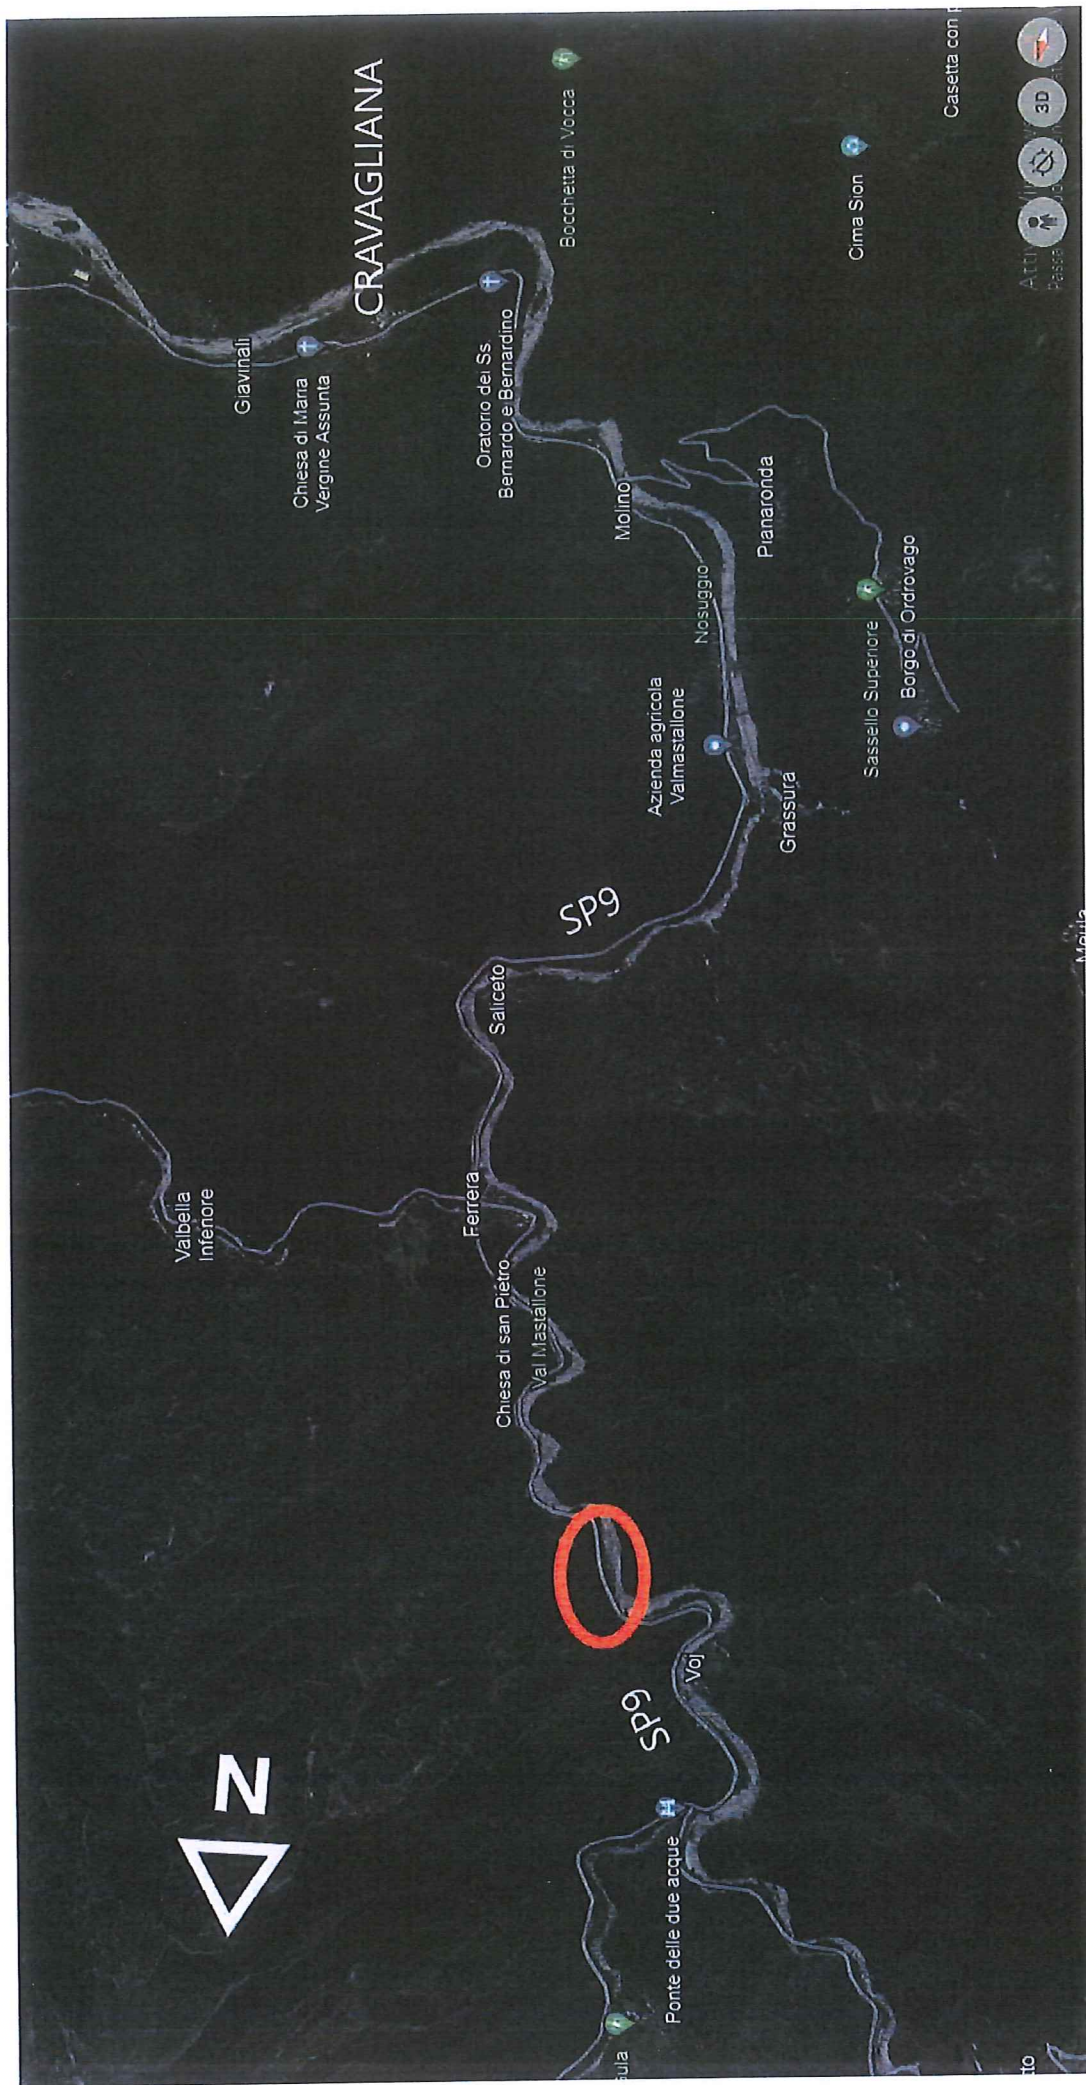 CRAVAGLIANA
Bocchetta di Vocca
Cima Sion
Casetta con
3D
Giavinali
Chiesa di Maria
Vergine Assunta
Oratorio dei Ss.
Bernardo e Bernardino
Molino
Pianaronda
Nosuggio
Azienda agricola
Valmastallone
Grassura
Sassello Superiore
Borgo di Ordrovago
SP9
Saliceto
Meula
Valbella
Inferiore
Ferrera
Chiesa di san Pietro
Val Mastallone
Voj
SP9
N
Ponte delle due acque